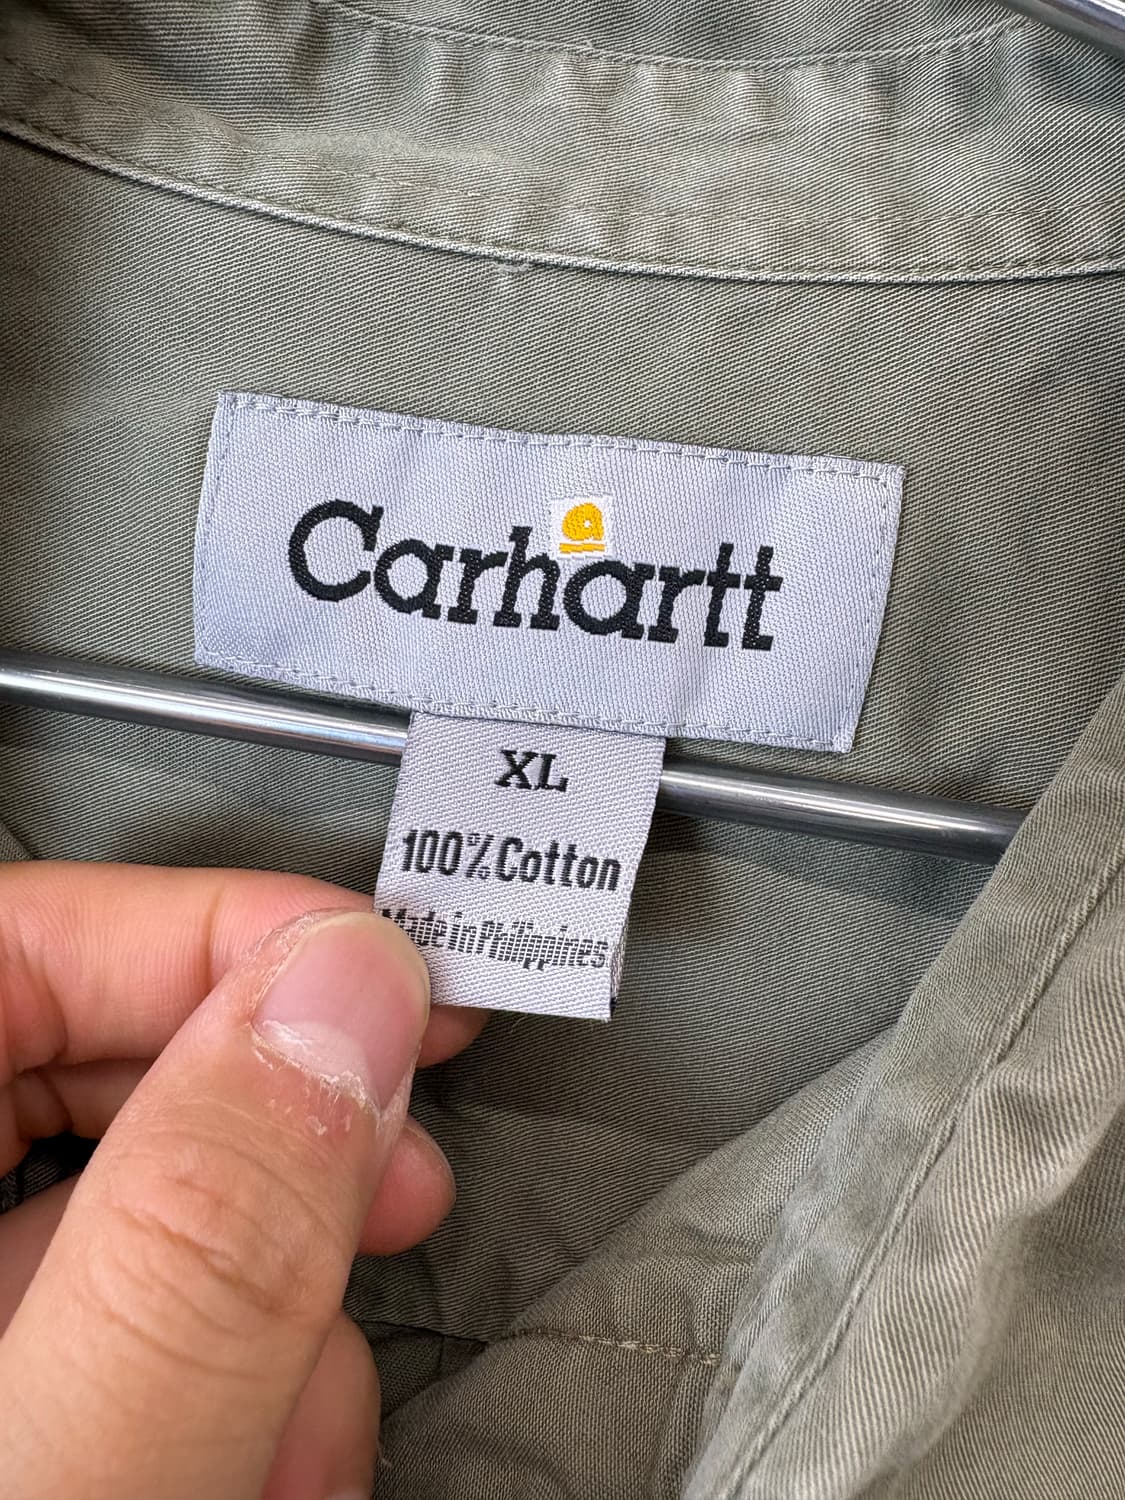 Carhartt
XL
100% Cotton
Made in Philippines